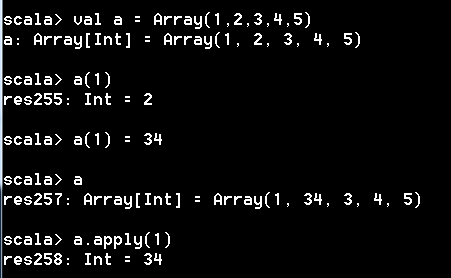 scala> val a = Array(1,2,3,4,5)
a: Array[Int] = Array(1, 2, 3, 4, 5)
scala> a(1)
res255: Int = 2
scala> a(1) = 34
scala> a
res257: Array[Int] = Array(1, 34, 3, 4, 5)
scala> a.apply(1)
res258: Int = 34